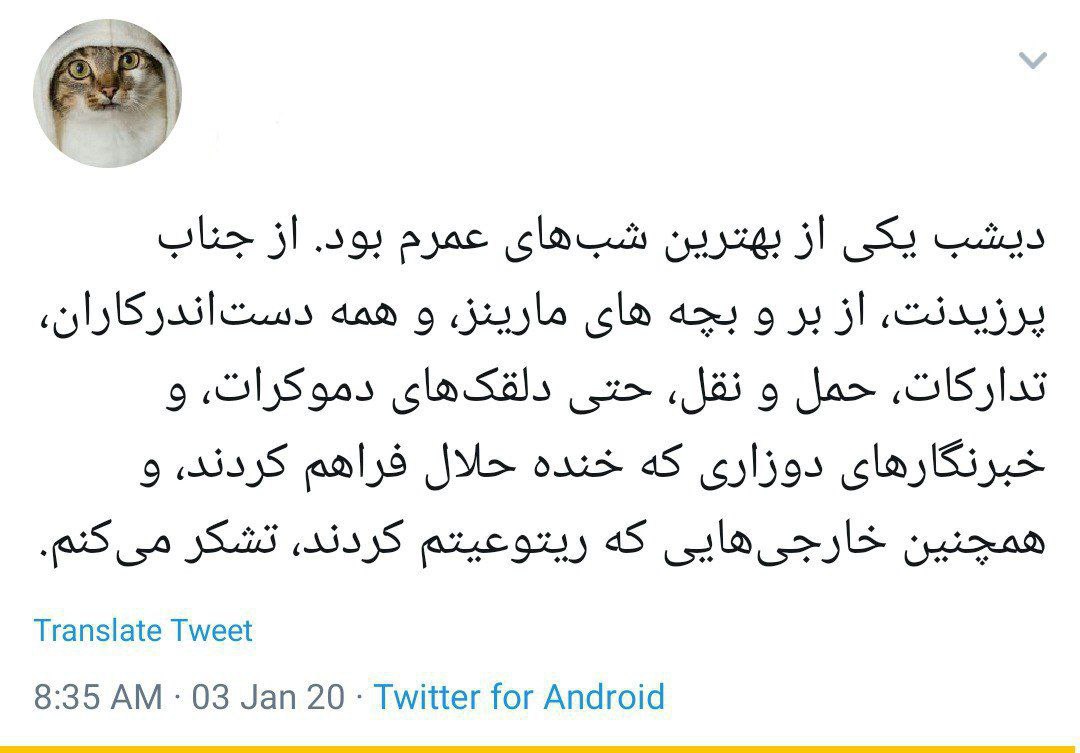 دیشب یکی از بهترین شب‌های عمرم بود. از جناب
پرزیدنت، از بر و بچه های مارینز، و همه دست‌اندرکاران،
تدارکات، حمل و نقل، حتی دلقک‌های دموکرات، و
خبرنگارهای دوزاری که خنده حلال فراهم کردند، و
همچنین خارجی‌هایی که ریتوعیتم کردند، تشکر می‌کنم.
Translate Tweet
8:35 AM · 03 Jan 20 · Twitter for Android